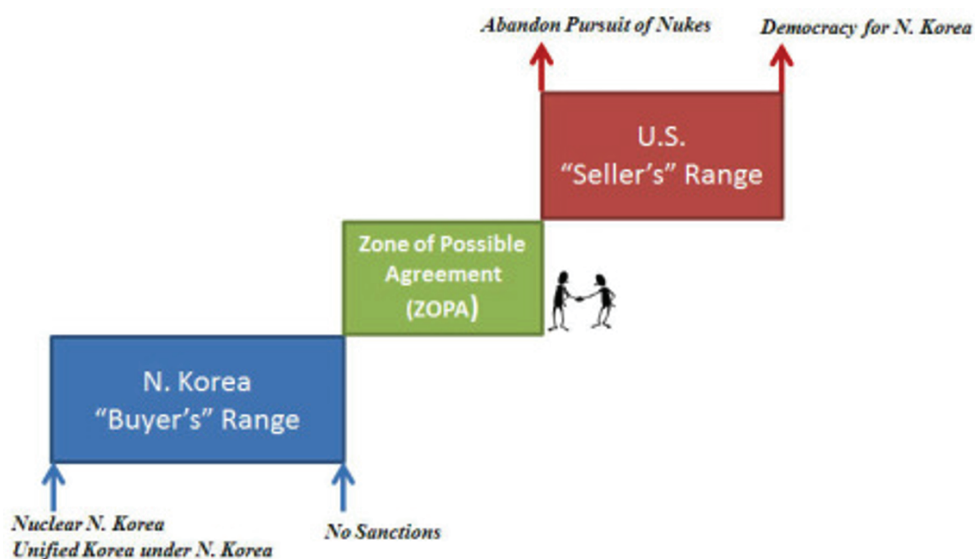 Abandon Pursuit of Nukes
Democracy for N. Korea
U.S.
“Seller’s” Range
Zone of Possible
Agreement
(ZOPA)
N. Korea
“Buyer’s” Range
Nuclear N. Korea
Unified Korea under N. Korea
No Sanctions